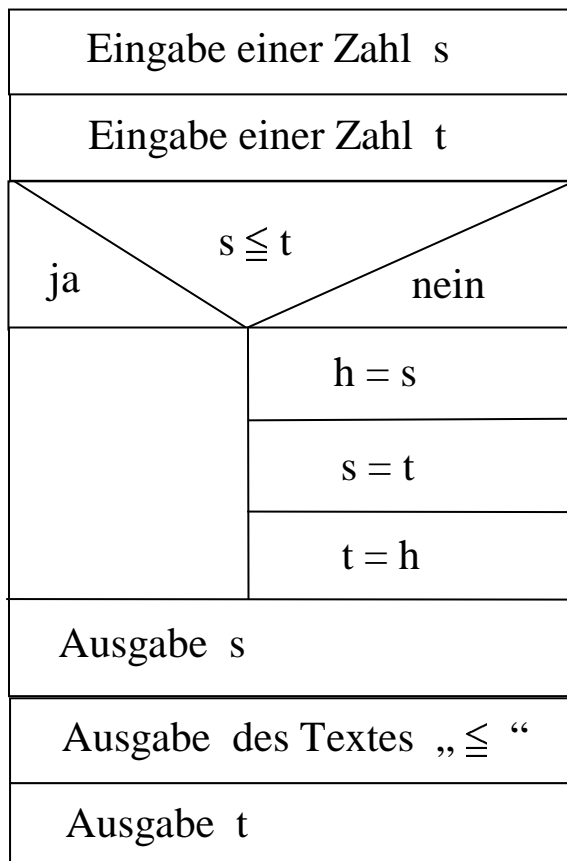 Eingabe einer Zahl s
Eingabe einer Zahl t
s ≦ t
ja
nein
h = s
s = t
t = h
Ausgabe s
Ausgabe des Textes „ ≦ “
Ausgabe t